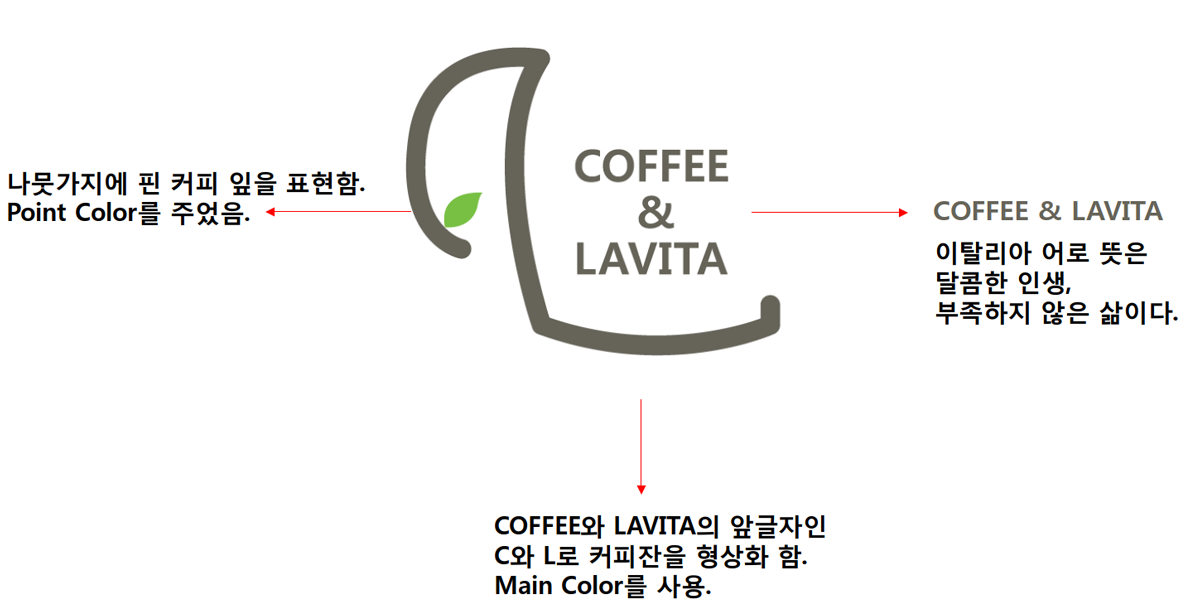 COFFEE
&
LAVITA
나뭇가지에 핀 커피 잎을 표현함.
Point Color를 주었음.
COFFEE & LAVITA
이탈리아 어로 뜻은
달콤한 인생,
부족하지 않은 삶이다.
COFFEE와 LAVITA의 앞글자인
C와 L로 커피잔을 형상화 함.
Main Color를 사용.